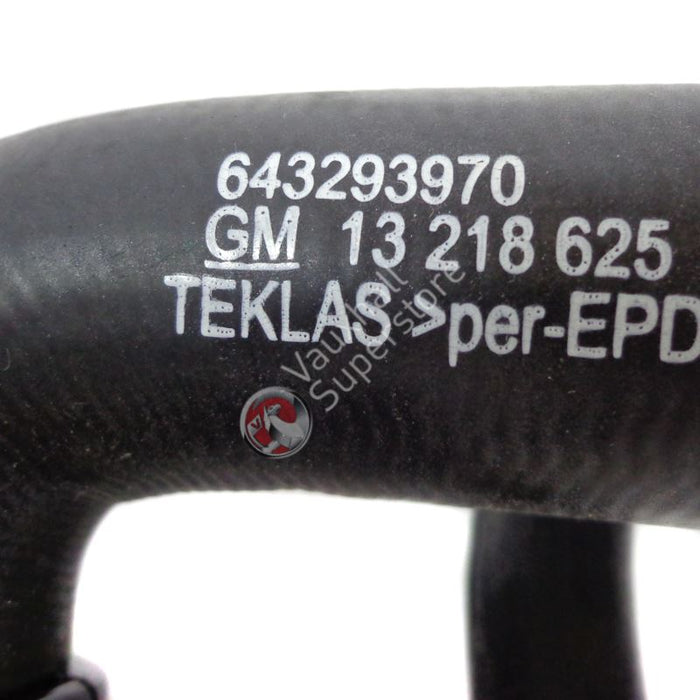 643293970
GM 13 218 625
TEKLAS >per-EPD
Vauxhall
Superstore
V